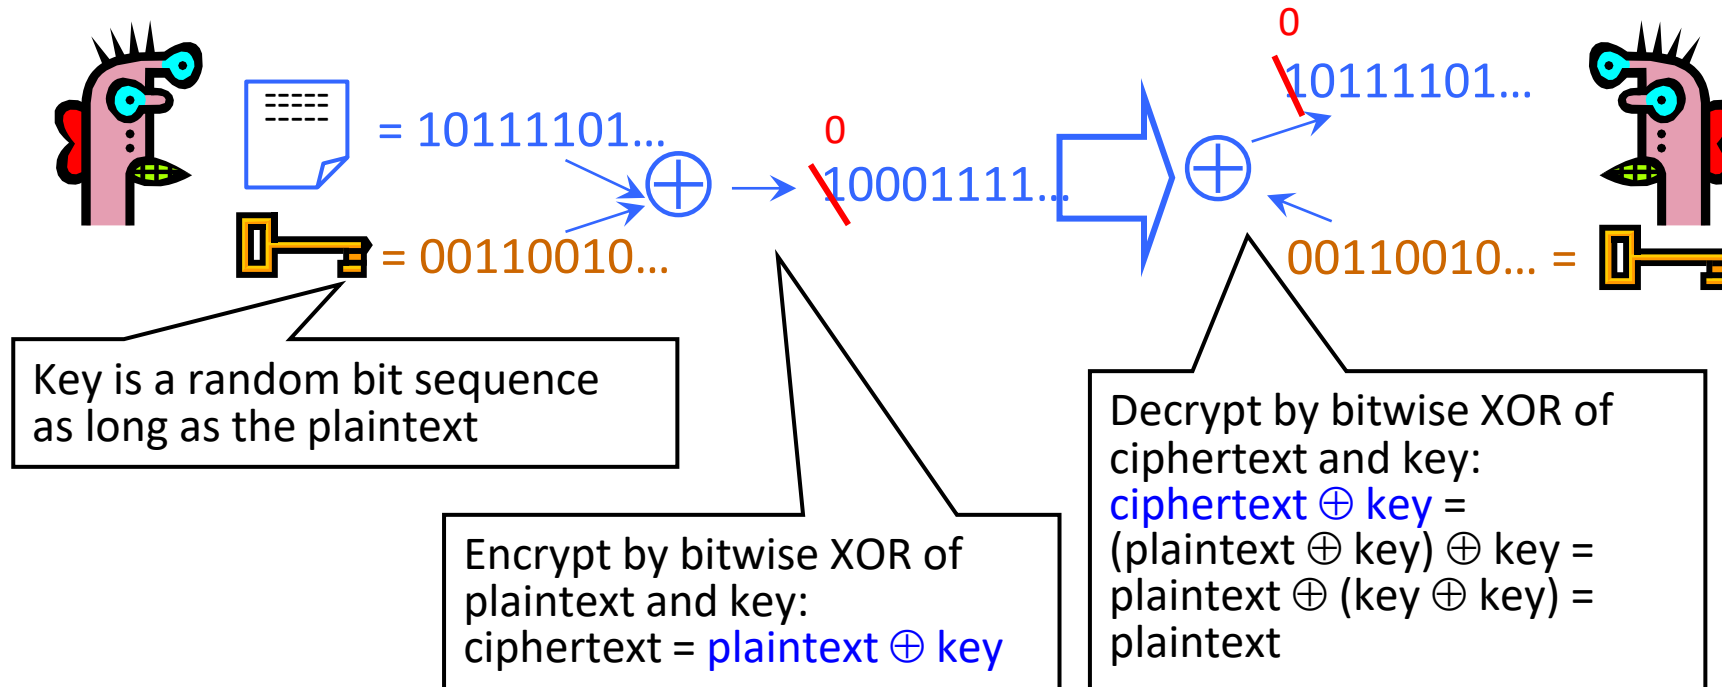 0
10111101...
= 10111101...
0
10001111...
= 00110010...
00110010... =
Key is a random bit sequence
as long as the plaintext
Encrypt by bitwise XOR of
plaintext and key:
ciphertext = plaintext ⊕ key
Decrypt by bitwise XOR of
ciphertext and key:
ciphertext ⊕ key =
(plaintext ⊕ key) ⊕ key =
plaintext ⊕ (key ⊕ key) =
plaintext